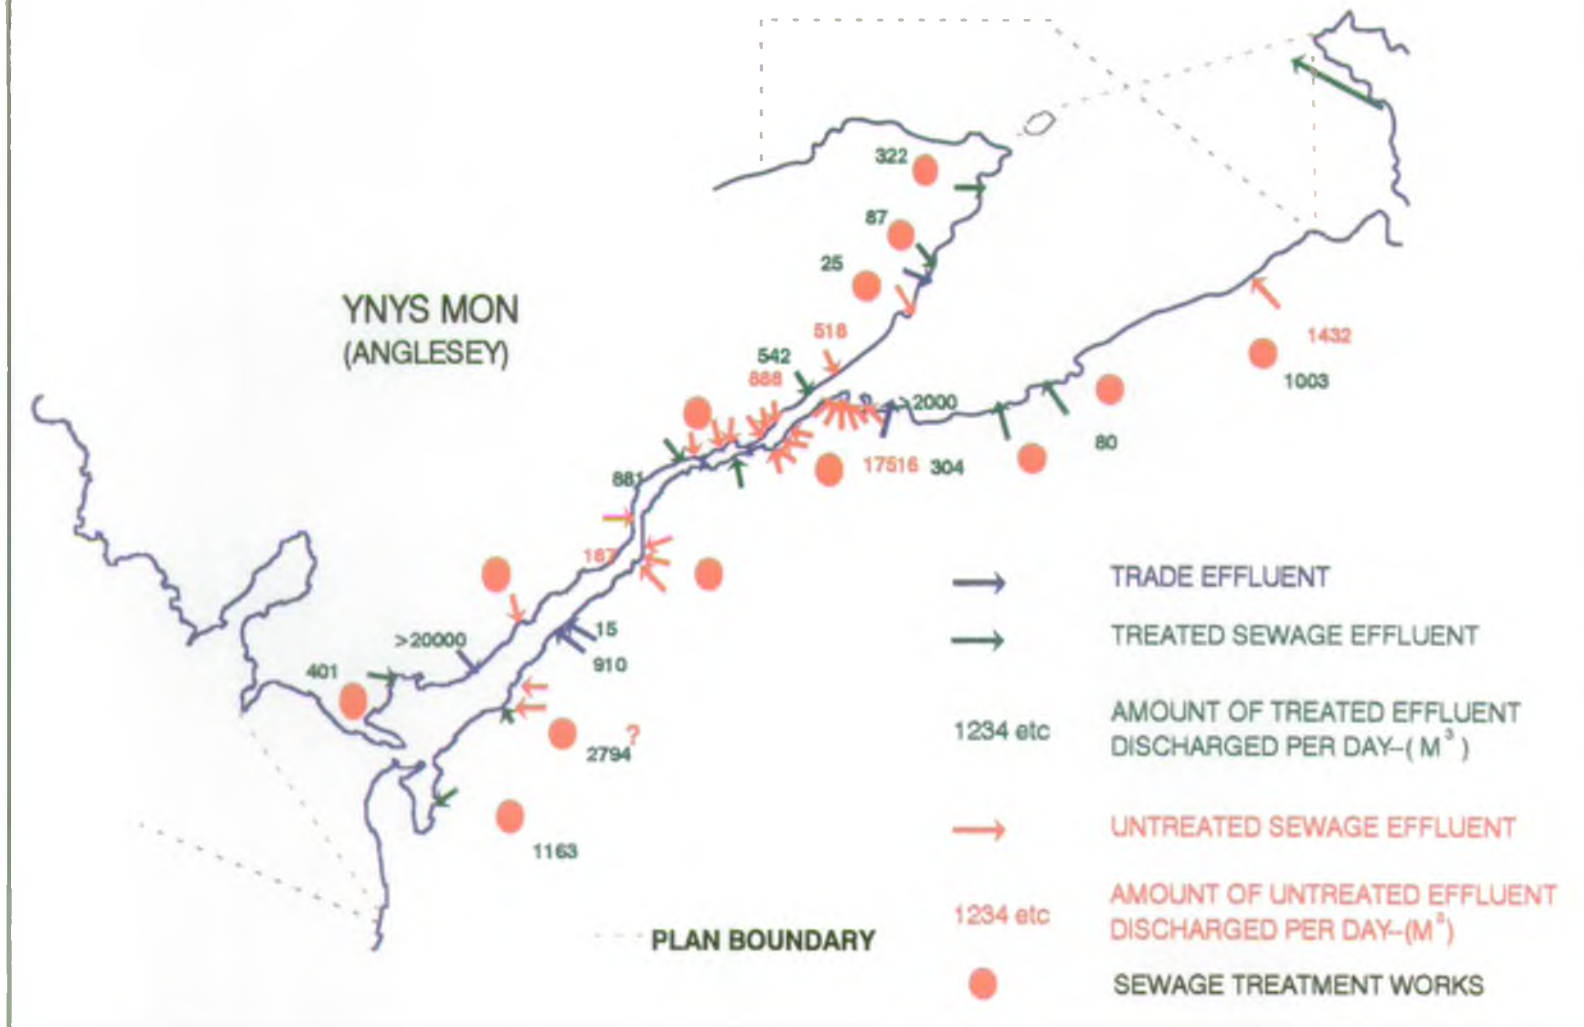 322
87
25
YNYS MON
(ANGLESEY)
518
1432
542
888
1003
>2000
80
17516
304
881
187
TRADE EFFLUENT
15
TREATED SEWAGE EFFLUENT
>20000
910
401
AMOUNT OF TREATED EFFLUENT
1234 etc
DISCHARGED PER DAY--( M³ )
?
2794
UNTREATED SEWAGE EFFLUENT
1163
AMOUNT OF UNTREATED EFFLUENT
1234 etc
DISCHARGED PER DAY--(M³)
PLAN BOUNDARY
SEWAGE TREATMENT WORKS